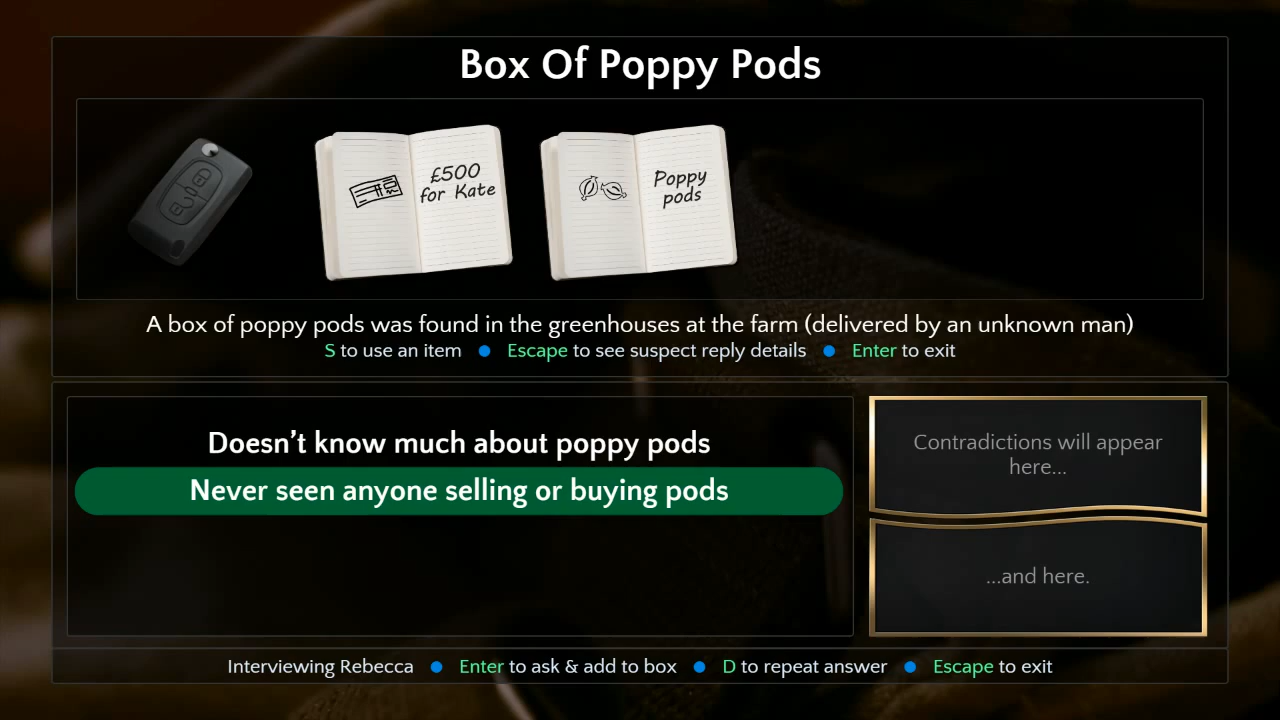 Box Of Poppy Pods
£500
for Kate
Poppy
pods
A box of poppy pods was found in the greenhouses at the farm (delivered by an unknown man)
S to use an item ● Escape to see suspect reply details ● Enter to exit
Doesn't know much about poppy pods
Never seen anyone selling or buying pods
Contradictions will appear
here...
...and here.
Interviewing Rebecca ● Enter to ask & add to box ● D to repeat answer ● Escape to exit